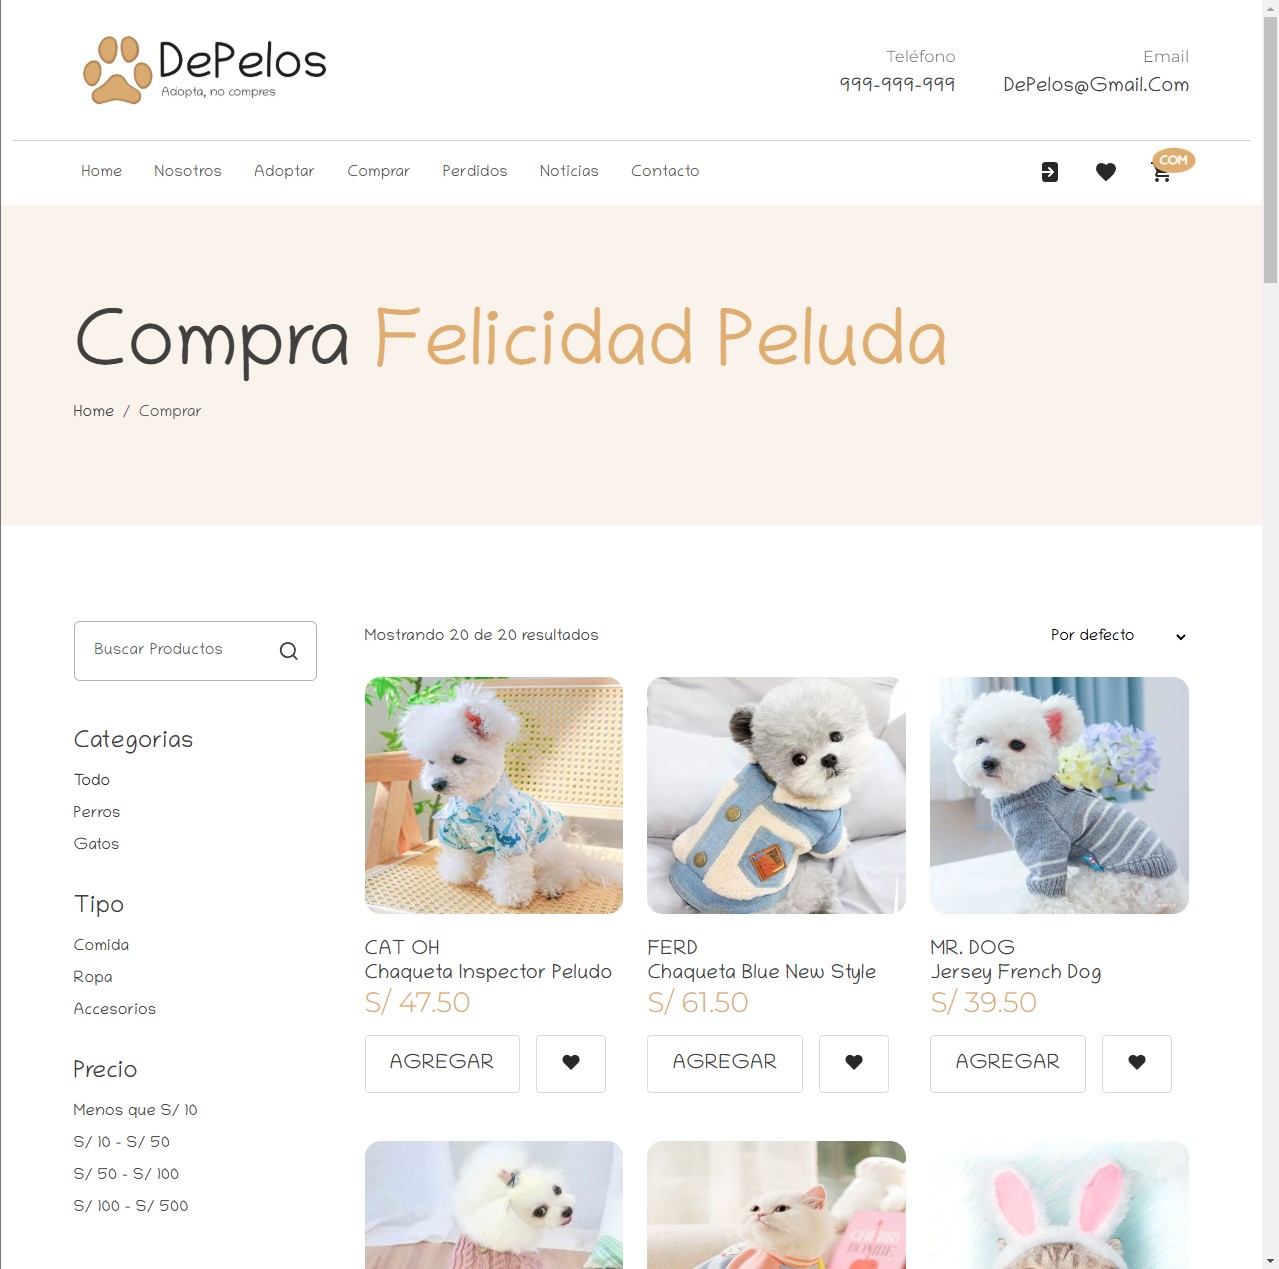 DePelos
Adopta, no compres
Teléfono
999-999-999
Email
DePelos@Gmail.Com
Home
Nosotros
Adoptar
Comprar
Perdidos
Noticias
Contacto
COM
Compra Felicidad Peluda
Home / Comprar
Buscar Productos
Mostrando 20 de 20 resultados
Por defecto
Categorias
Todo
Perros
Gatos
Tipo
Comida
Ropa
Accesorios
Precio
Menos que S/ 10
S/ 10 - S/ 50
S/ 50 - S/ 100
S/ 100 - S/ 500
CAT OH
Chaqueta Inspector Peludo
S/ 47.50
AGREGAR
FERD
Chaqueta Blue New Style
S/ 61.50
AGREGAR
MR. DOG
Jersey French Dog
S/ 39.50
AGREGAR
CHERRY
BOMBE